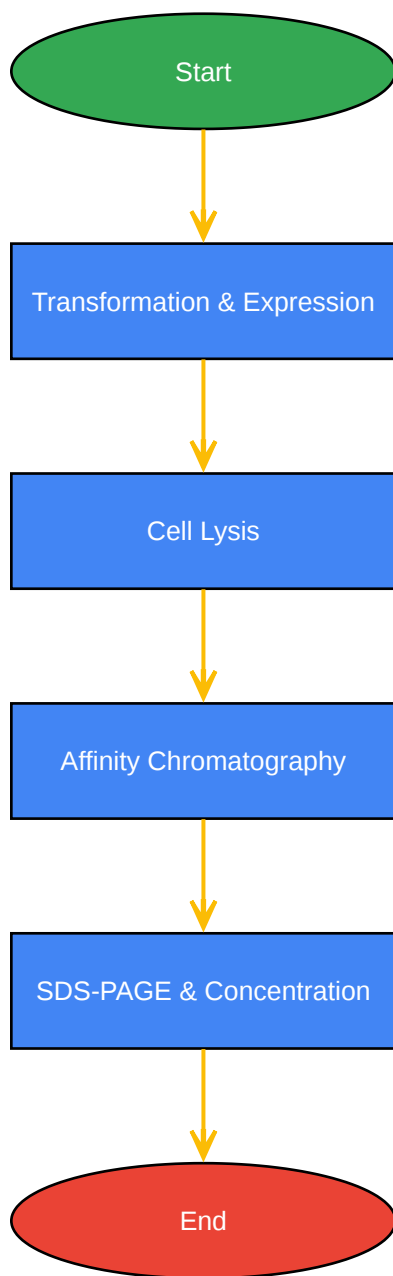 Start
Transformation & Expression
Cell Lysis
Affinity Chromatography
SDS-PAGE & Concentration
End